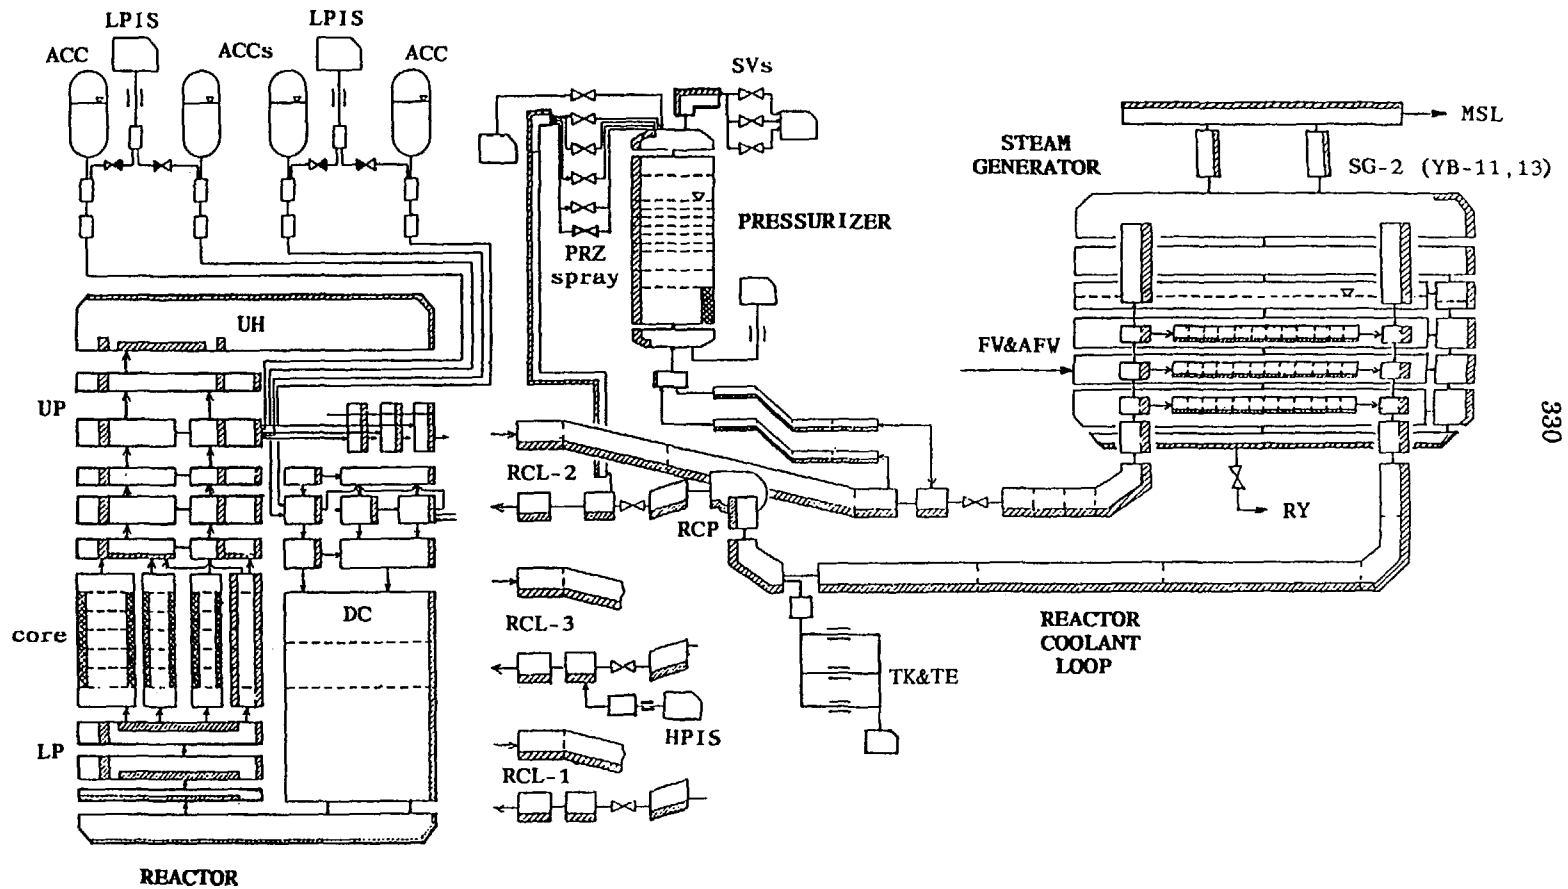 LPIS
LPIS
ACC
ACCs
ACC
SVs
MSL
STEAM
GENERATOR
SG-2 (YB-11,13)
PRESSURIZER
PRZ
spray
UH
FW&AFW
UP
330
RCL-2
RCP
RY
DC
core
RCL-3
REACTOR
COOLANT
LOOP
TK&TE
HPIS
LP
RCL-1
REACTOR